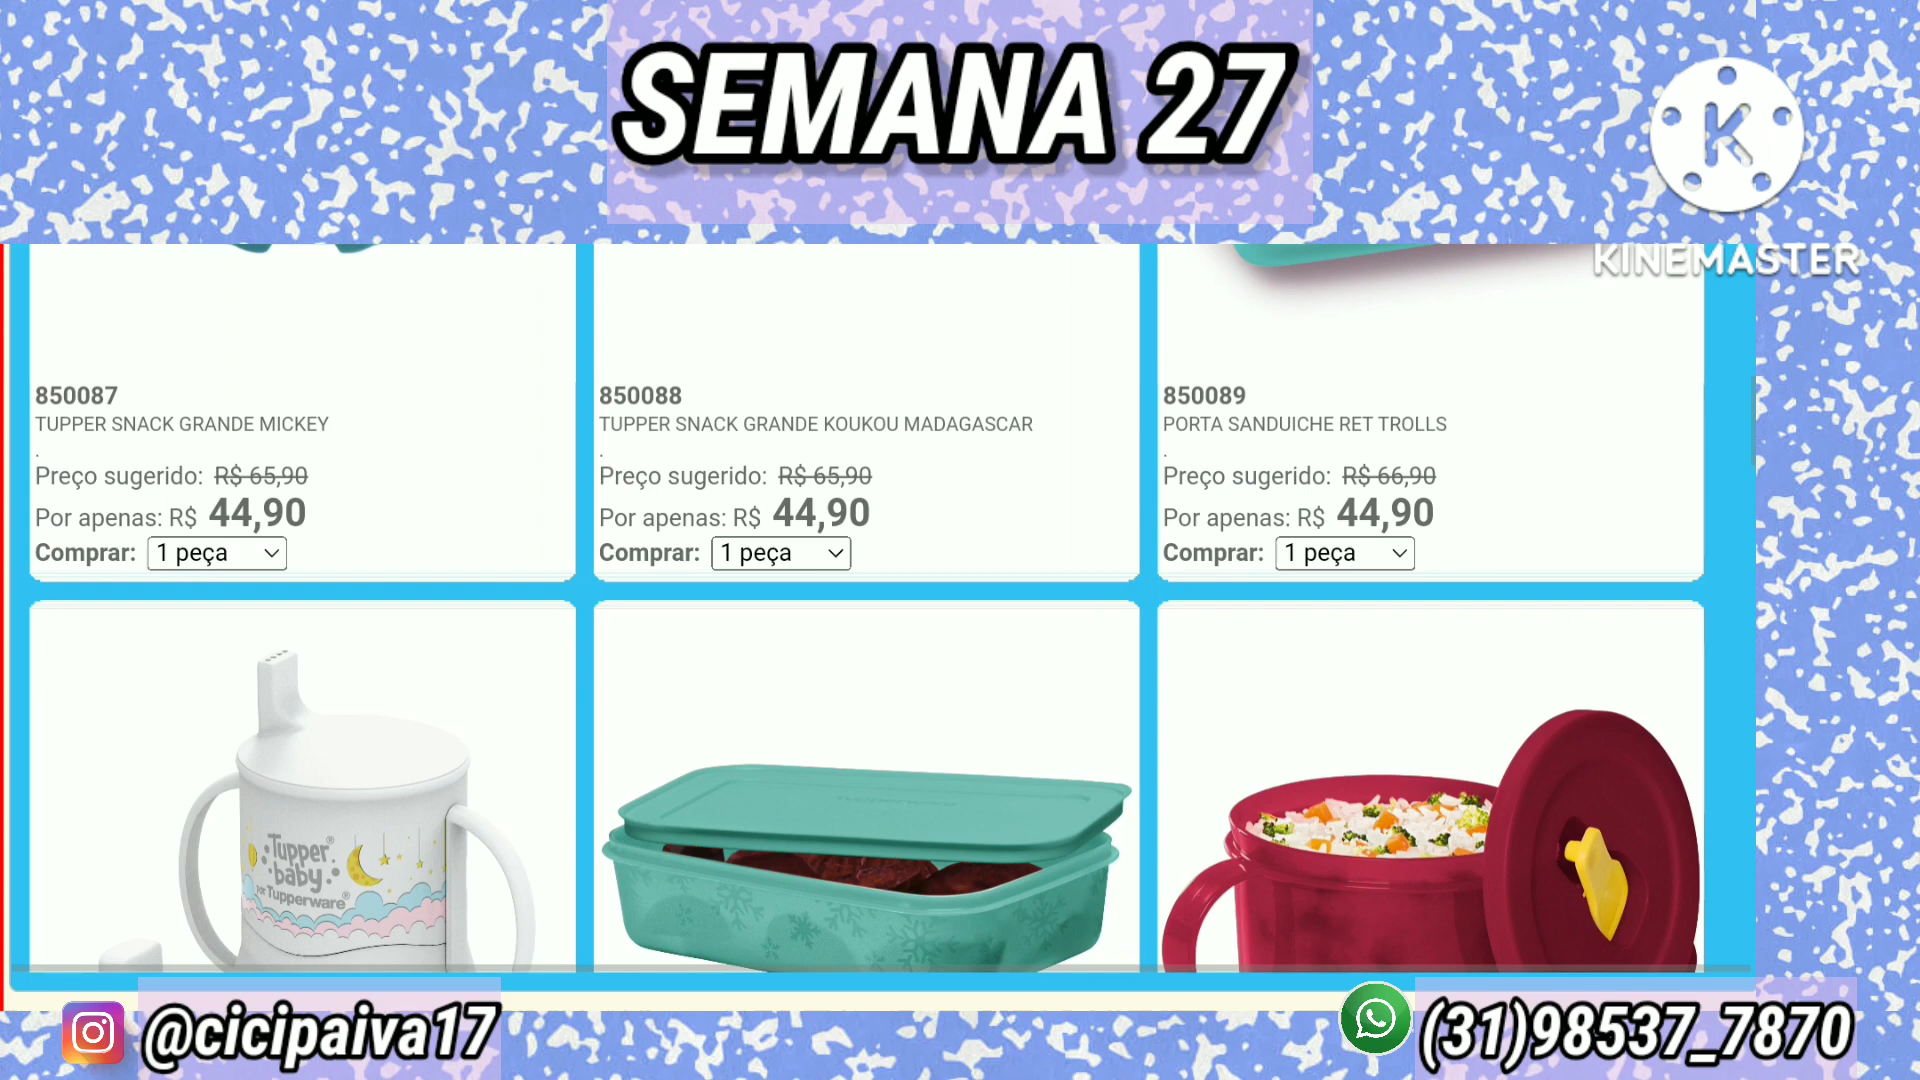 SEMANA 27
K
KINEMASTER
850087
TUPPER SNACK GRANDE MICKEY
.
Preço sugerido: R$ 65,90
Por apenas: R$ 44,90
Comprar: 1 peça
850088
TUPPER SNACK GRANDE KOUKOU MADAGASCAR
.
Preço sugerido: R$ 65,90
Por apenas: R$ 44,90
Comprar: 1 peça
850089
PORTA SANDUICHE RET TROLLS
.
Preço sugerido: R$ 66,90
Por apenas: R$ 44,90
Comprar: 1 peça
Tupper®
baby
por Tupperware®
@cicipaiva17
(31)98537_7870